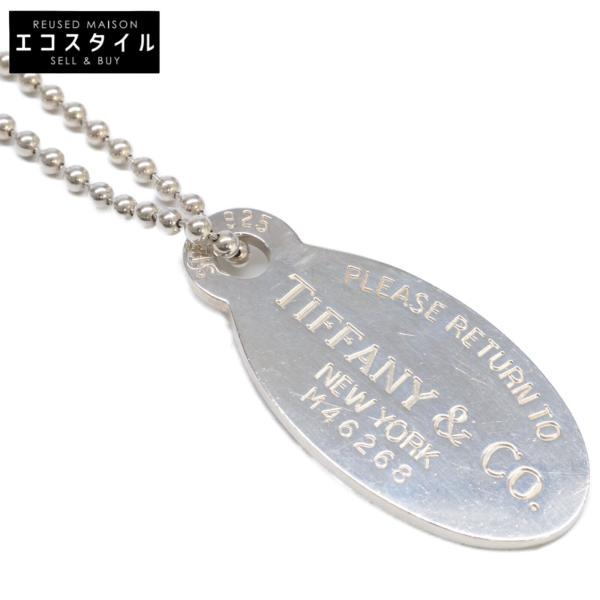 REUSED MAISON
エコスタイル
SELL & BUY
925
PLEASE RETURN TO
TIFFANY & CO.
NEW YORK
M46268